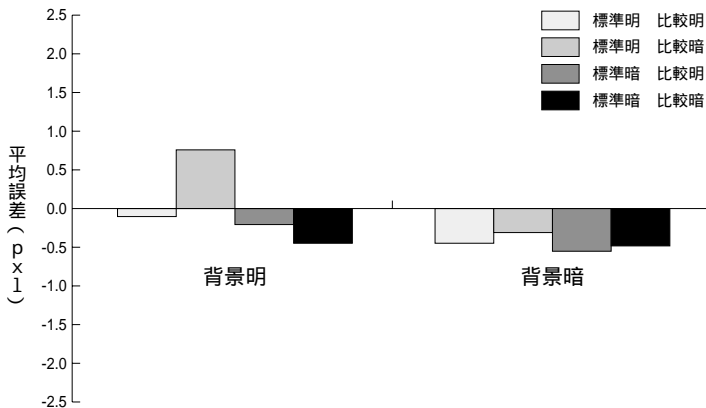 2.5
2.0
1.5
1.0
0.5
0.0
-0.5
-1.0
-1.5
-2.0
-2.5
平均誤差(pxl)
標準明 比較明
標準明 比較暗
標準暗 比較明
標準暗 比較暗
背景明
背景暗